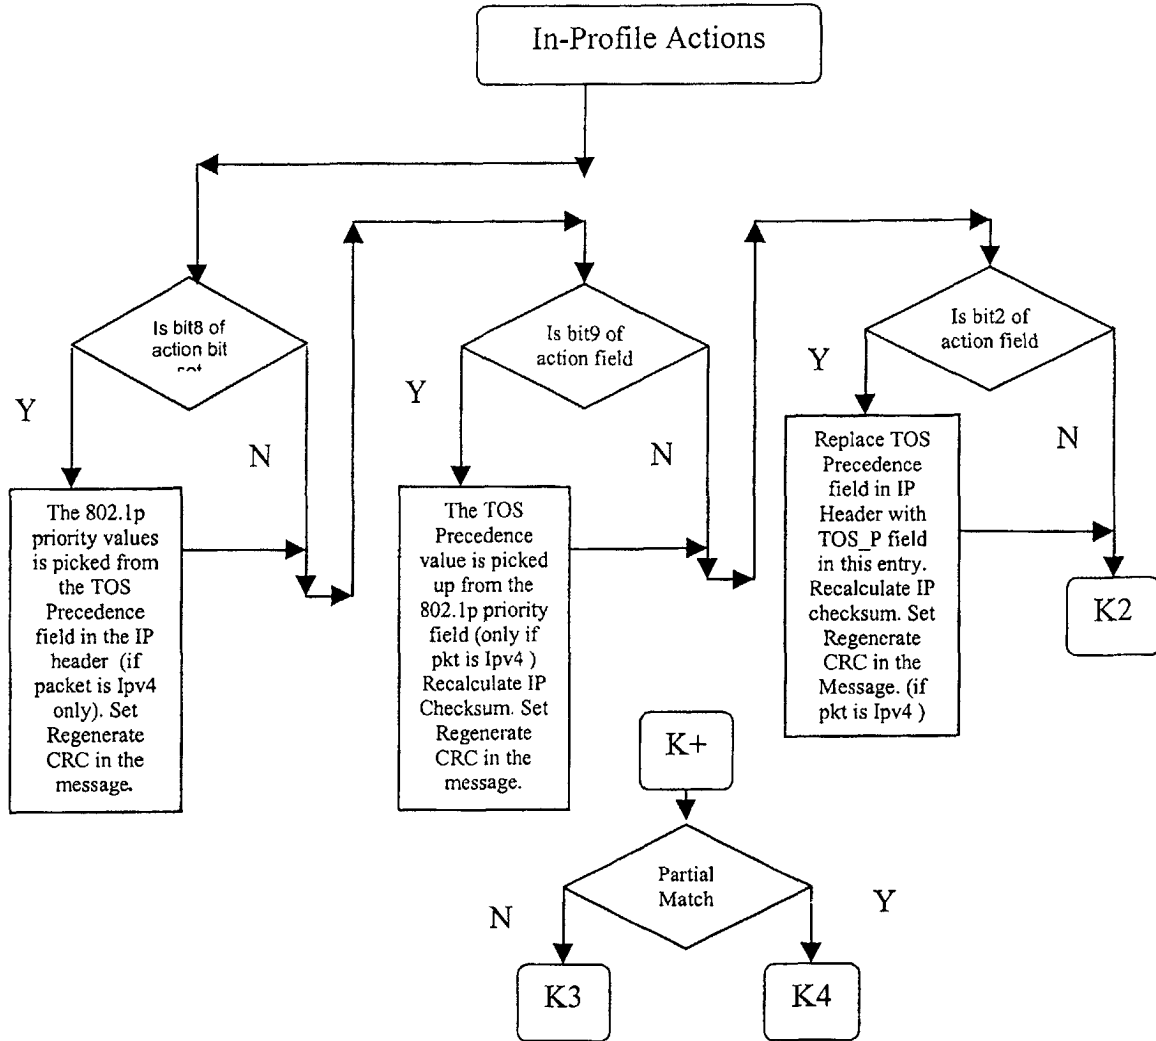 In-Profile Actions
Is bit8 of
action bit
set
Y
N
The 802.1p
priority values
is picked from
the TOS
Precedence
field in the IP
header (if
packet is Ipv4
only). Set
Regenerate
CRC in the
message.
Is bit9 of
action field
Y
N
The TOS
Precedence
value is picked
up from the
802.1p priority
field (only if
pkt is Ipv4 )
Recalculate IP
Checksum. Set
Regenerate
CRC in the
message.
Is bit2 of
action field
Y
N
Replace TOS
Precedence
field in IP
Header with
TOS_P field
in this entry.
Recalculate IP
checksum. Set
Regenerate
CRC in the
Message. (if
pkt is Ipv4 )
K2
K+
Partial
Match
N
Y
K3
K4